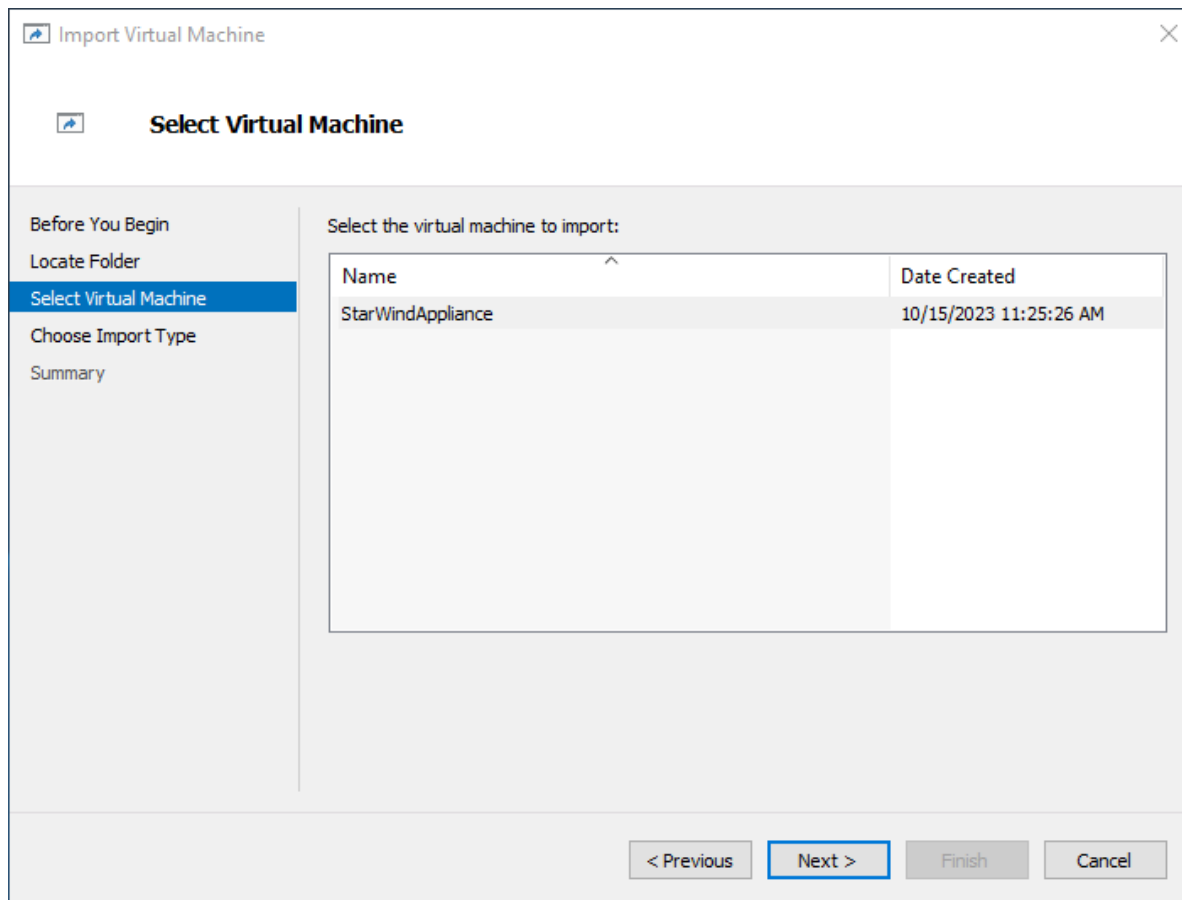 Import Virtual Machine
Select Virtual Machine
Before You Begin
Locate Folder
Select Virtual Machine
Choose Import Type
Summary
Select the virtual machine to import:
Name Date Created
StarWindAppliance 10/15/2023 11:25:26 AM
< Previous Next > Finish Cancel